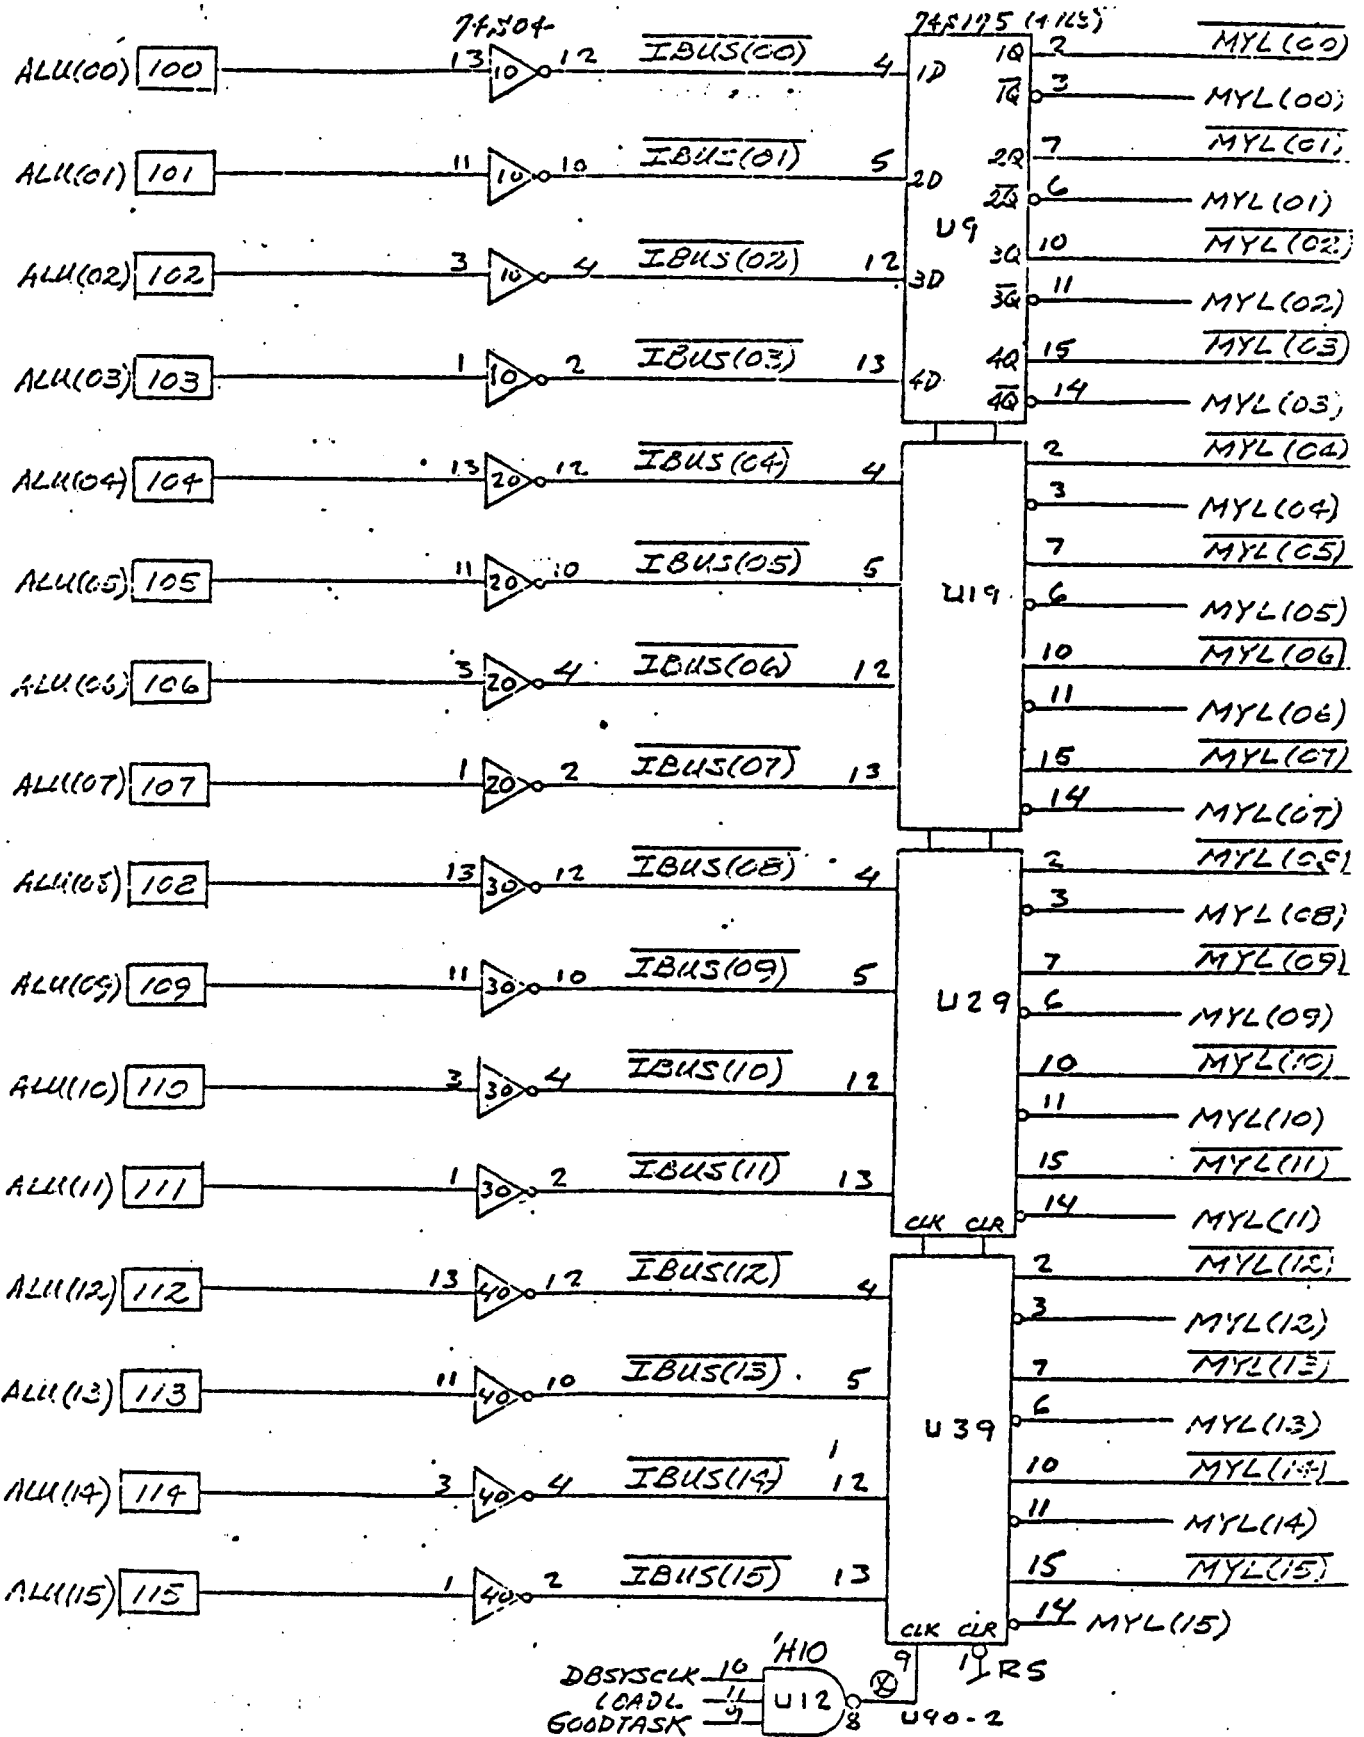 74S04 74S175 (4 IC'S)
ALU(00) 100 13 10 12 IBUS(00) 4 1D 1Q 2 MYL(00)
1Q 3 MYL(00)
ALU(01) 101 11 10 10 IBUS(01) 5 2D 2Q 7 MYL(01)
2Q 6 MYL(01)
U9
ALU(02) 102 3 10 4 IBUS(02) 12 3D 3Q 10 MYL(02)
3Q 11 MYL(02)
ALU(03) 103 1 10 2 IBUS(03) 13 4D 4Q 15 MYL(03)
4Q 14 MYL(03)
ALU(04) 104 13 20 12 IBUS(04) 4 2 MYL(04)
3 MYL(04)
ALU(05) 105 11 20 10 IBUS(05) 5 7 MYL(05)
U19 6 MYL(05)
ALU(06) 106 3 20 4 IBUS(06) 12 10 MYL(06)
11 MYL(06)
ALU(07) 107 1 20 2 IBUS(07) 13 15 MYL(07)
14 MYL(07)
ALU(08) 108 13 30 12 IBUS(08) 4 2 MYL(08)
3 MYL(08)
ALU(09) 109 11 30 10 IBUS(09) 5 7 MYL(09)
U29 6 MYL(09)
ALU(10) 110 3 30 4 IBUS(10) 12 10 MYL(10)
11 MYL(10)
ALU(11) 111 1 30 2 IBUS(11) 13 15 MYL(11)
CLK CLR 14 MYL(11)
ALU(12) 112 13 40 12 IBUS(12) 4 2 MYL(12)
3 MYL(12)
ALU(13) 113 11 40 10 IBUS(13) 5 7 MYL(13)
U39 6 MYL(13)
1
ALU(14) 114 3 40 4 IBUS(14) 12 10 MYL(14)
11 MYL(14)
ALU(15) 115 1 40 2 IBUS(15) 13 15 MYL(15)
CLK CLR 14 MYL(15)
'H10 9 1 RS
DBSYSCLK 10
LOADL 11 U12
GOODTASK 9 8 U90-2